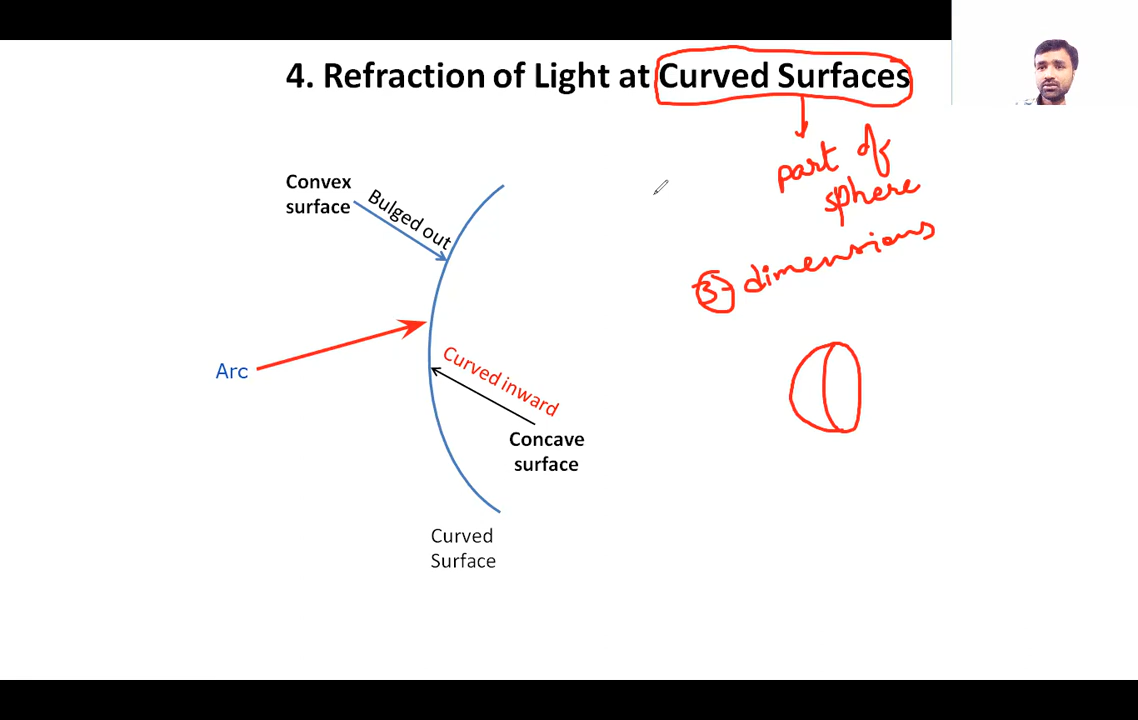 4. Refraction of Light at Curved Surfaces
part of
sphere
3 dimensions
Convex
surface
Bulged out
Arc
Curved inward
Concave
surface
Curved
Surface